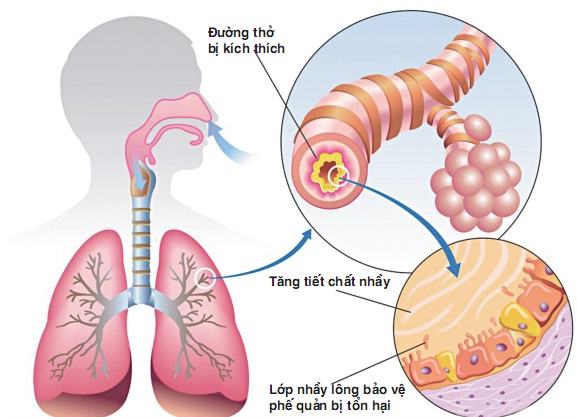 Đường thở
bị kích thích
Tăng tiết chất nhầy
Lớp nhầy lông bảo vệ
phế quản bị tổn hại